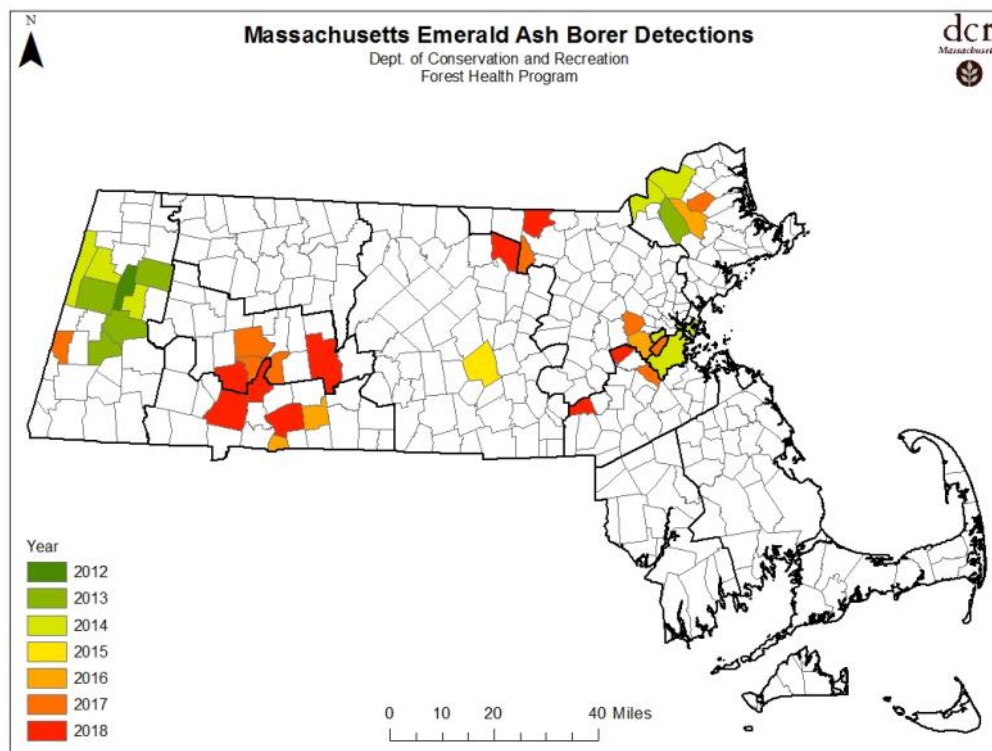 N
Massachusetts Emerald Ash Borer Detections
Dept. of Conservation and Recreation
Forest Health Program
dcr
Massachusetts
Year
2012
2013
2014
2015
2016
2017
2018
0 10 20 40 Miles